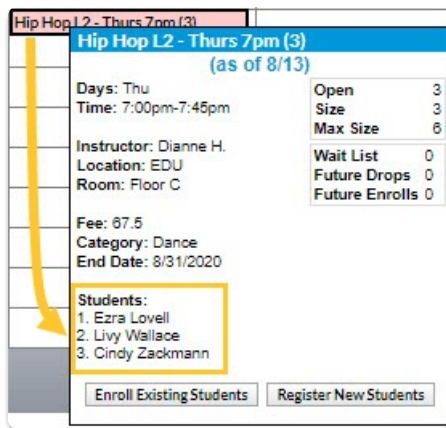 Hip Hop L2 - Thurs 7pm (3)
Hip Hop L2 - Thurs 7pm (3)
(as of 8/13)
Days: Thu
Time: 7:00pm-7:45pm
Instructor: Dianne H.
Location: EDU
Room: Floor C
Fee: 67.5
Category: Dance
End Date: 8/31/2020
Open 3
Size 3
Max Size 6
Wait List 0
Future Drops 0
Future Enrolls 0
Students:
1. Ezra Lovell
2. Livy Wallace
3. Cindy Zackmann
Enroll Existing Students
Register New Students